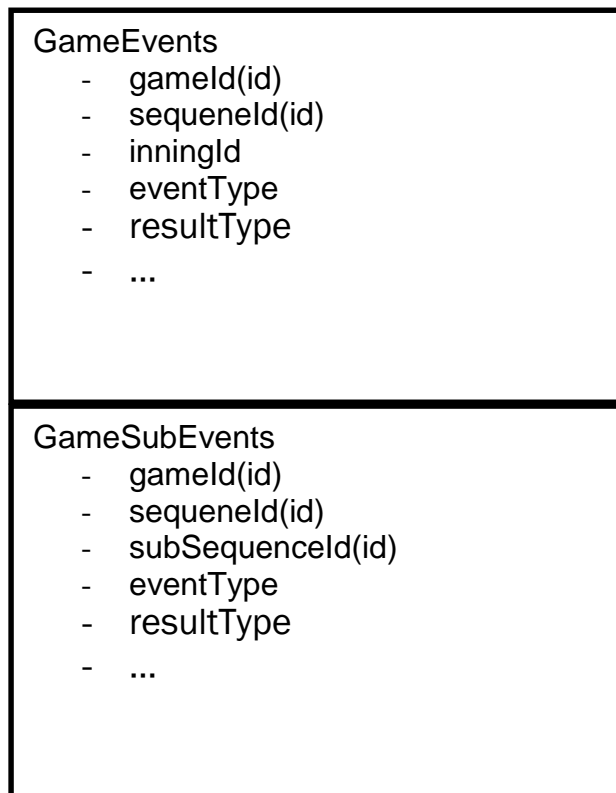 GameEvents
- gameId(id)
- sequeneId(id)
- inningId
- eventType
- resultType
- ...
GameSubEvents
- gameId(id)
- sequeneId(id)
- subSequenceId(id)
- eventType
- resultType
- ...